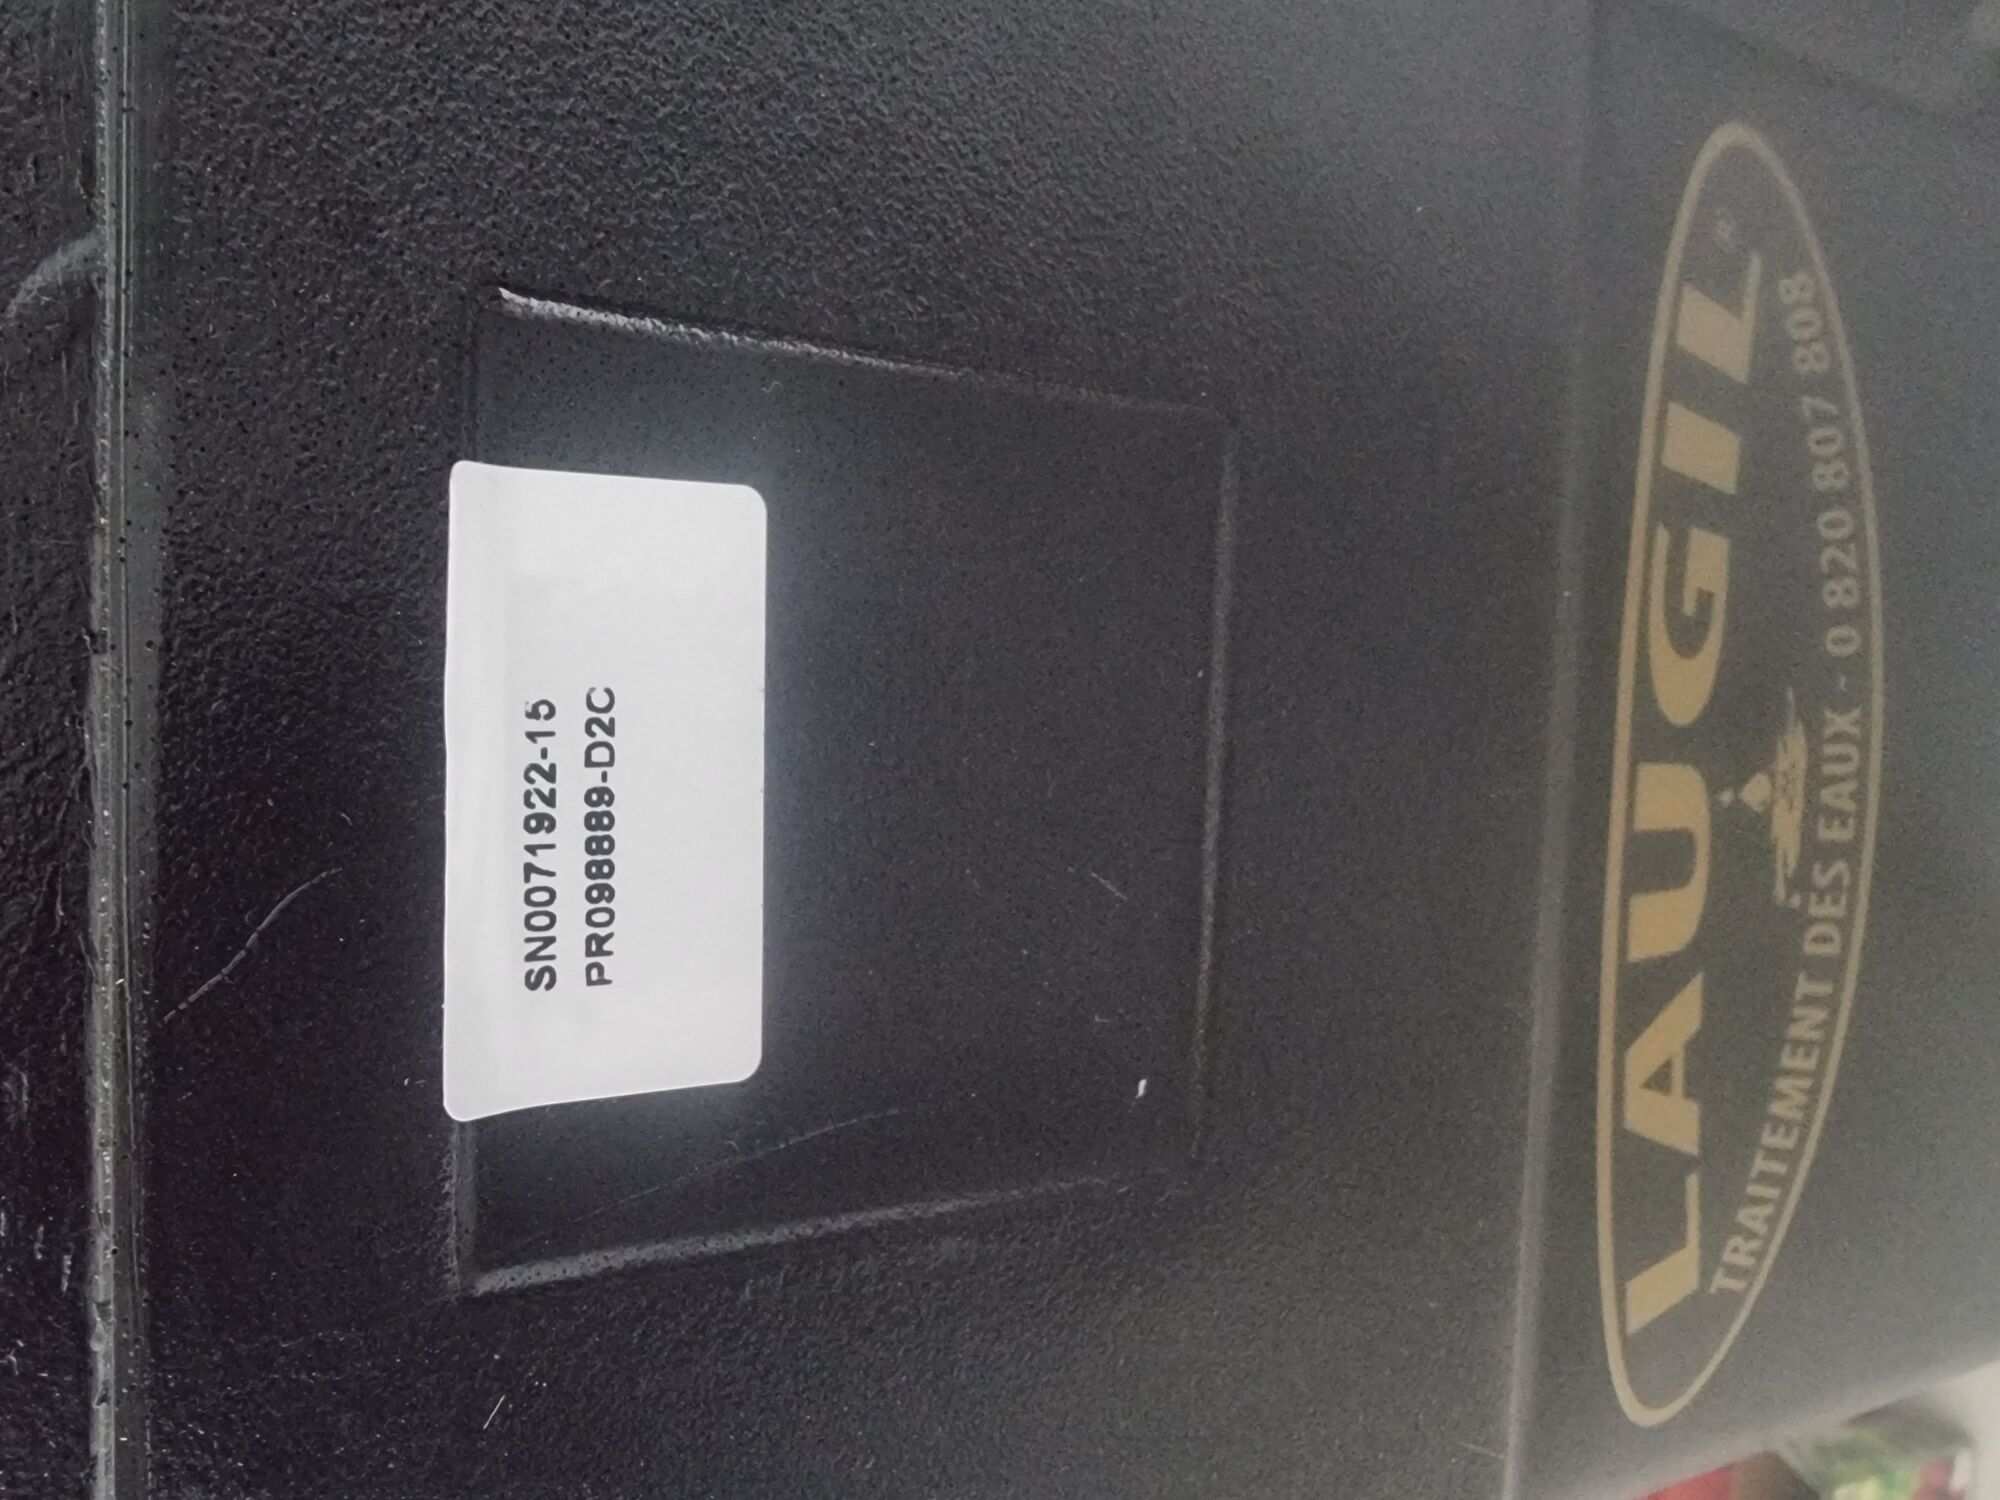 SN0071922-15
PR098889-D2C
LAUGIL®
TRAITEMENT DES EAUX - 0 820 807 808